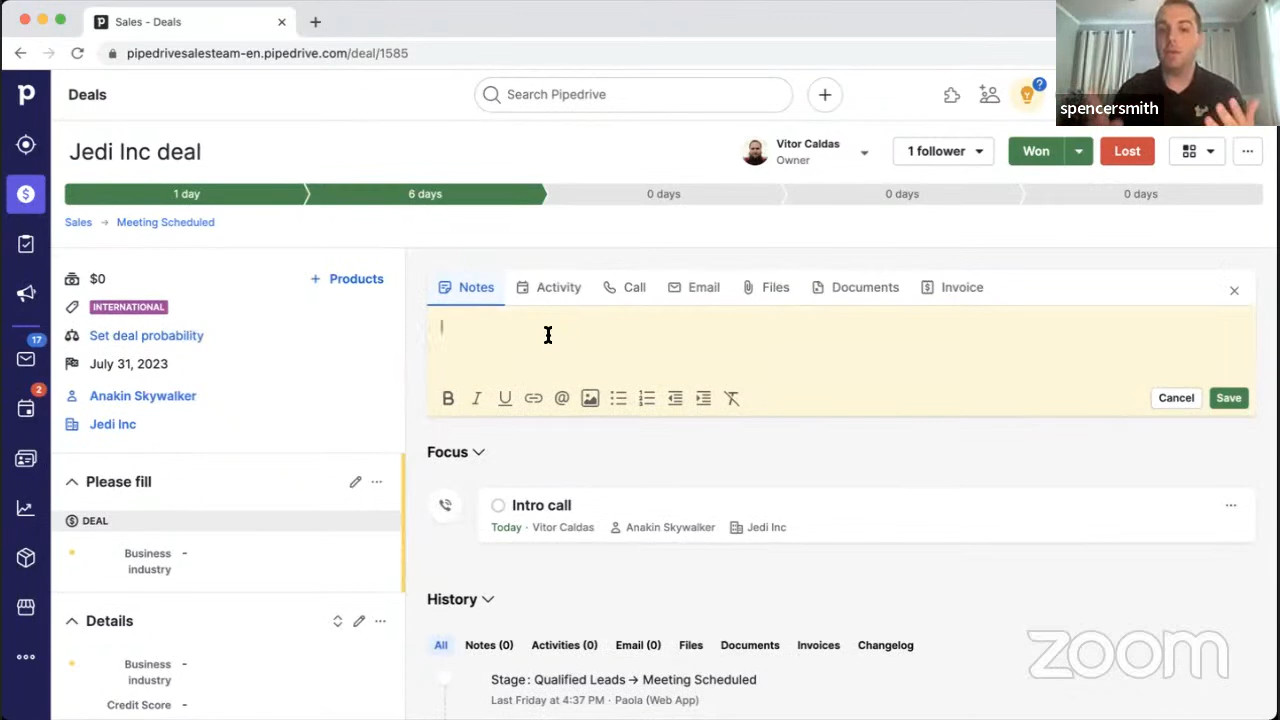 Sales - Deals
pipedrivesalesteam-en.pipedrive.com/deal/1585
Deals
Search Pipedrive
spencersmith
Jedi Inc deal
Vitor Caldas
Owner
1 follower
Won
Lost
1 day
6 days
0 days
0 days
0 days
Sales → Meeting Scheduled
$0
+ Products
INTERNATIONAL
Set deal probability
July 31, 2023
Anakin Skywalker
Jedi Inc
Please fill
DEAL
Business industry -
Details
Business industry -
Credit Score -
17
2
Notes
Activity
Call
Email
Files
Documents
Invoice
Cancel
Save
Focus
Intro call
Today · Vitor Caldas Anakin Skywalker Jedi Inc
History
All Notes (0) Activities (0) Email (0) Files Documents Invoices Changelog
Stage: Qualified Leads → Meeting Scheduled
Last Friday at 4:37 PM · Paola (Web App)
zoom